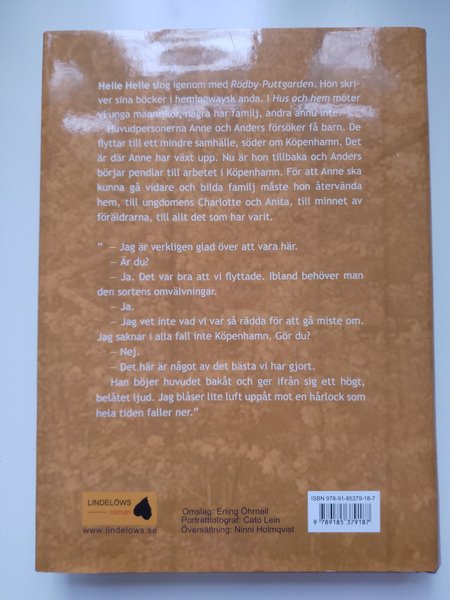 Helle Helle slog igenom med Rödby-Puttgarden. Hon skri-
ver sina böcker i hemingwaysk anda. I Hus och hem möter
vi unga människor, några har familj, andra ännu inte.
Huvudpersonerna Anne och Anders försöker få barn. De
flyttar till ett mindre samhälle, söder om Köpenhamn. Det
är där Anne har växt upp. Nu är hon tillbaka och Anders
börjar pendlar till arbetet i Köpenhamn. För att Anne ska
kunna gå vidare och bilda familj måste hon återvända
hem, till ungdomens Charlotte och Anita, till minnet av
föräldrarna, till allt det som har varit.
" — Jag är verkligen glad över att vara här.
— Är du?
— Ja. Det var bra att vi flyttade. Ibland behöver man
den sortens omvälvningar.
— Ja.
— Jag vet inte vad vi var så rädda för att gå miste om.
Jag saknar i alla fall inte Köpenhamn. Gör du?
— Nej.
— Det här är något av det bästa vi har gjort.
Han böjer huvudet bakåt och ger ifrån sig ett högt,
belåtet ljud. Jag blåser lite luft uppåt mot en hårlock som
hela tiden faller ner."
LINDELÖWS
roman
www.lindelows.se
Omslag: Erling Öhrnell
Porträttfotograf: Cato Lein
Översättning: Ninni Holmqvist
ISBN 978-91-85379-18-7
9 789185 379187